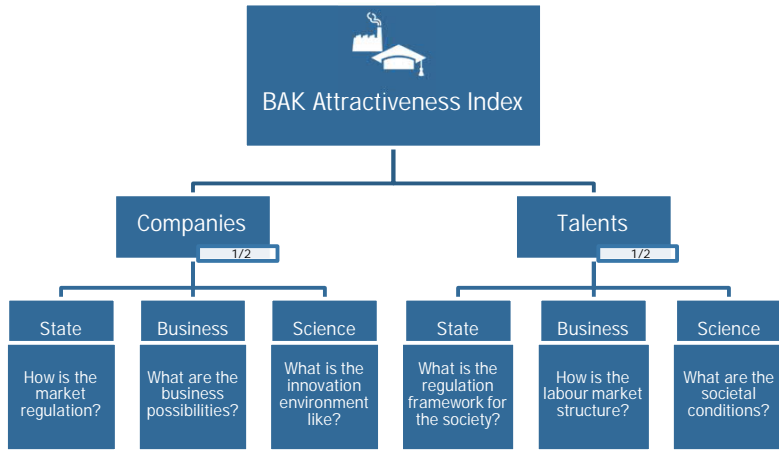 BAK Attractiveness Index
Companies
1/2
Talents
1/2
State
Business
Science
State
Business
Science
How is the
market
regulation?
What are the
business
possibilities?
What is the
innovation
environment
like?
What is the
regulation
framework for
the society?
How is the
labour market
structure?
What are the
societal
conditions?